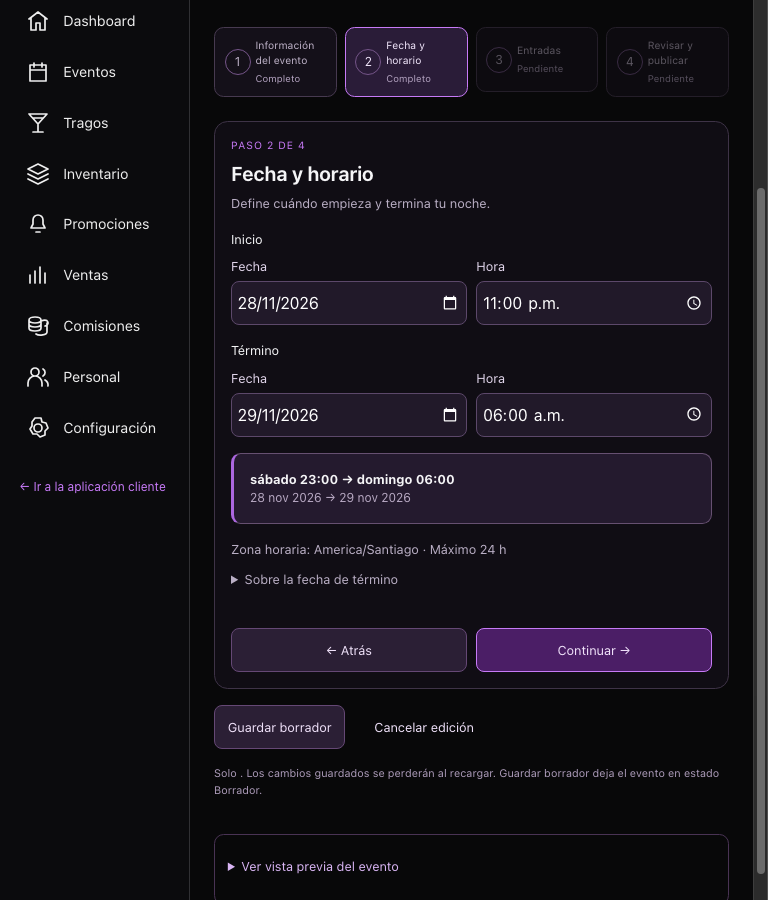 Dashboard
Eventos
Tragos
Inventario
Promociones
Ventas
Comisiones
Personal
Configuración
← Ir a la aplicación cliente
1
Información
del evento
Completo
2
Fecha y
horario
Completo
3
Entradas
Pendiente
4
Revisar y
publicar
Pendiente
PASO 2 DE 4
Fecha y horario
Define cuándo empieza y termina tu noche.
Inicio
Fecha
Hora
28/11/2026
11:00 p.m.
Término
Fecha
Hora
29/11/2026
06:00 a.m.
sábado 23:00 → domingo 06:00
28 nov 2026 → 29 nov 2026
Zona horaria: America/Santiago · Máximo 24 h
▶ Sobre la fecha de término
← Atrás
Continuar →
Guardar borrador
Cancelar edición
Solo . Los cambios guardados se perderán al recargar. Guardar borrador deja el evento en estado
Borrador.
▶ Ver vista previa del evento